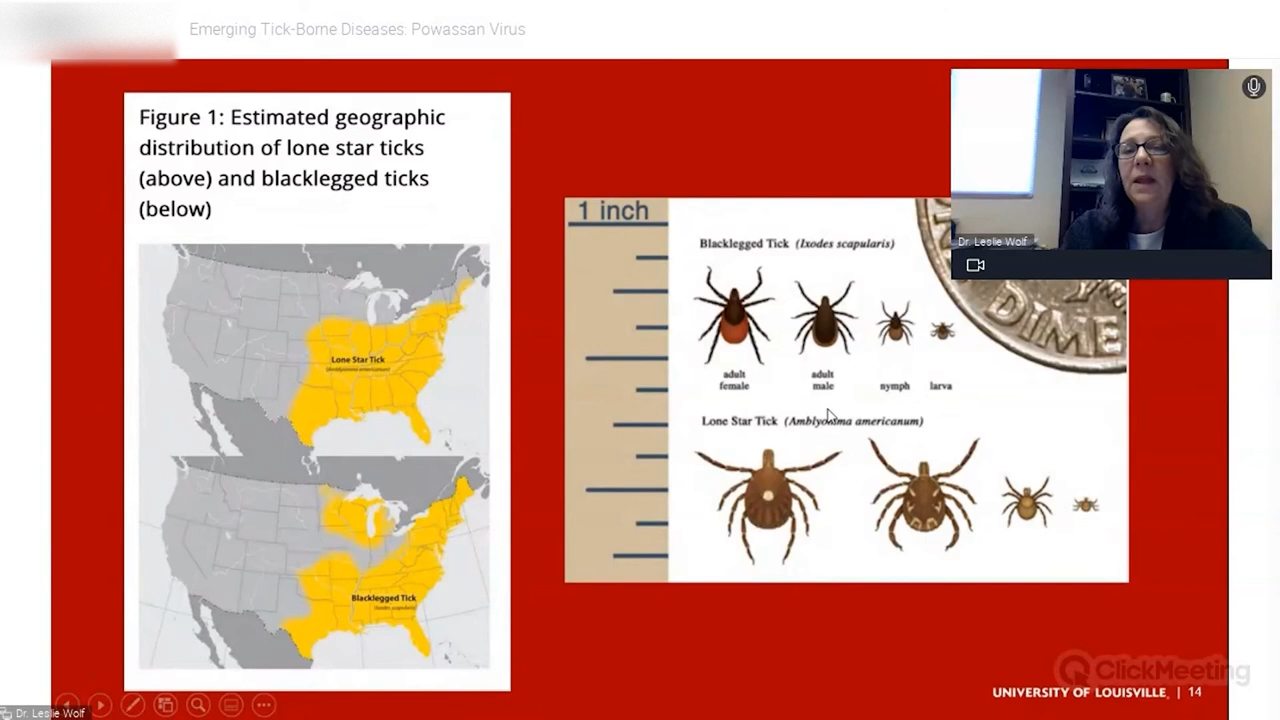 Emerging Tick-Borne Diseases: Powassan Virus
Figure 1: Estimated geographic
distribution of lone star ticks
(above) and blacklegged ticks
(below)
Lone Star Tick
(Amblyomma americanum)
Blacklegged Tick
(Ixodes scapularis)
1 inch
Blacklegged Tick (Ixodes scapularis)
adult female
adult male
nymph
larva
Lone Star Tick (Amblyomma americanum)
DIME
Dr. Leslie Wolf
ClickMeeting
UNIVERSITY OF LOUISVILLE. | 14
Dr. Leslie Wolf